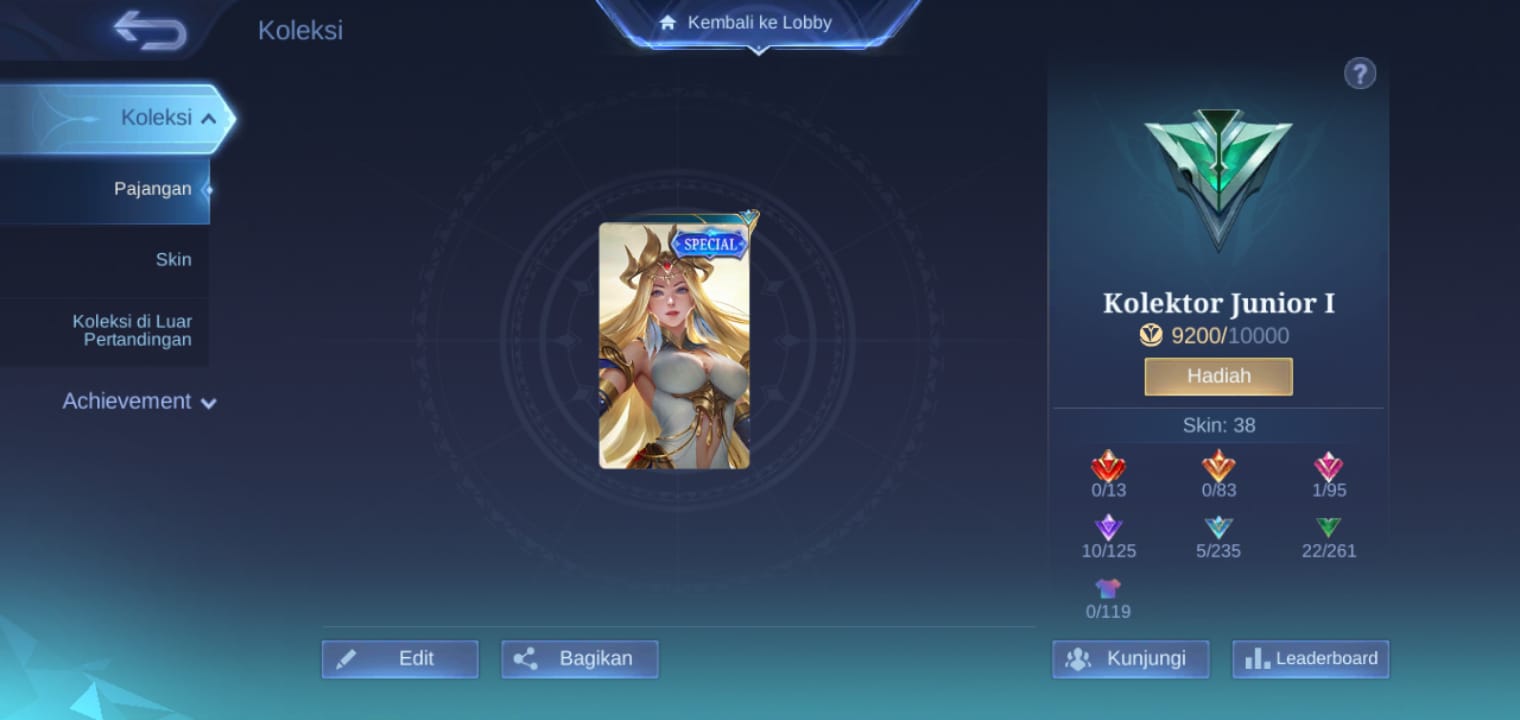 Koleksi
Kembali ke Lobby
?
Koleksi
Pajangan
Skin
Koleksi di Luar
Pertandingan
Achievement
SPECIAL
Kolektor Junior I
9200/10000
Hadiah
Skin: 38
0/13 0/83 1/95
10/125 5/235 22/261
0/119
Edit Bagikan Kunjungi Leaderboard